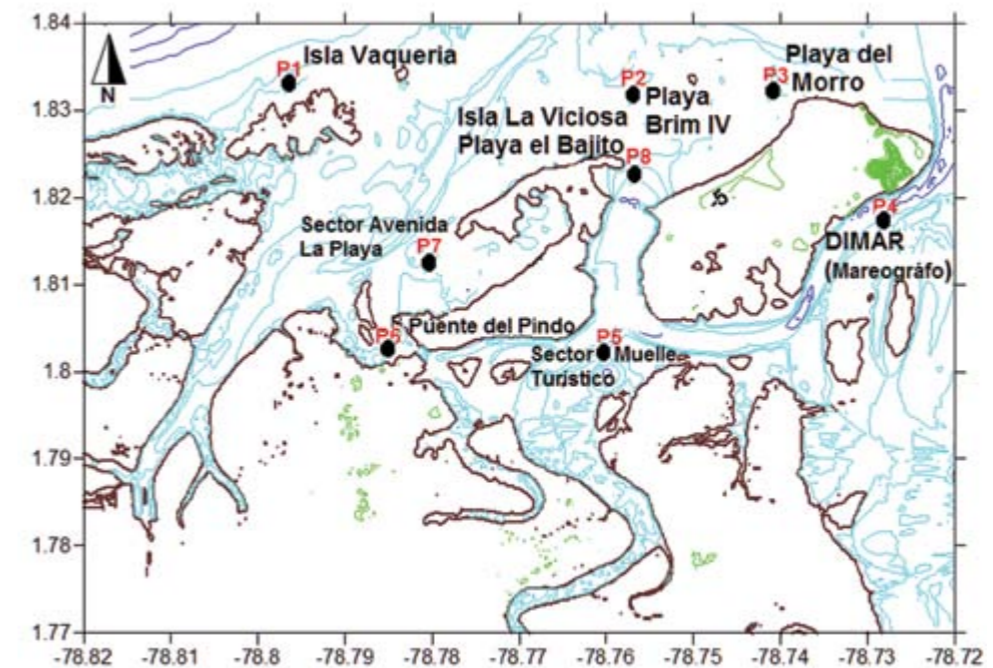 1.84
1.83
1.82
1.81
1.8
1.79
1.78
1.77
N
P1
Isla Vaqueria
P2
Playa
Brim IV
P3
Playa del
Morro
Isla La Viciosa
Playa el Bajito
P8
-5
P4
DIMAR
(Mareográfo)
Sector Avenida
La Playa
P7
P6
Puente del Pindo
P5
Sector Muelle
Turístico
-78.82 -78.81 -78.8 -78.79 -78.78 -78.77 -78.76 -78.75 -78.74 -78.73 -78.72